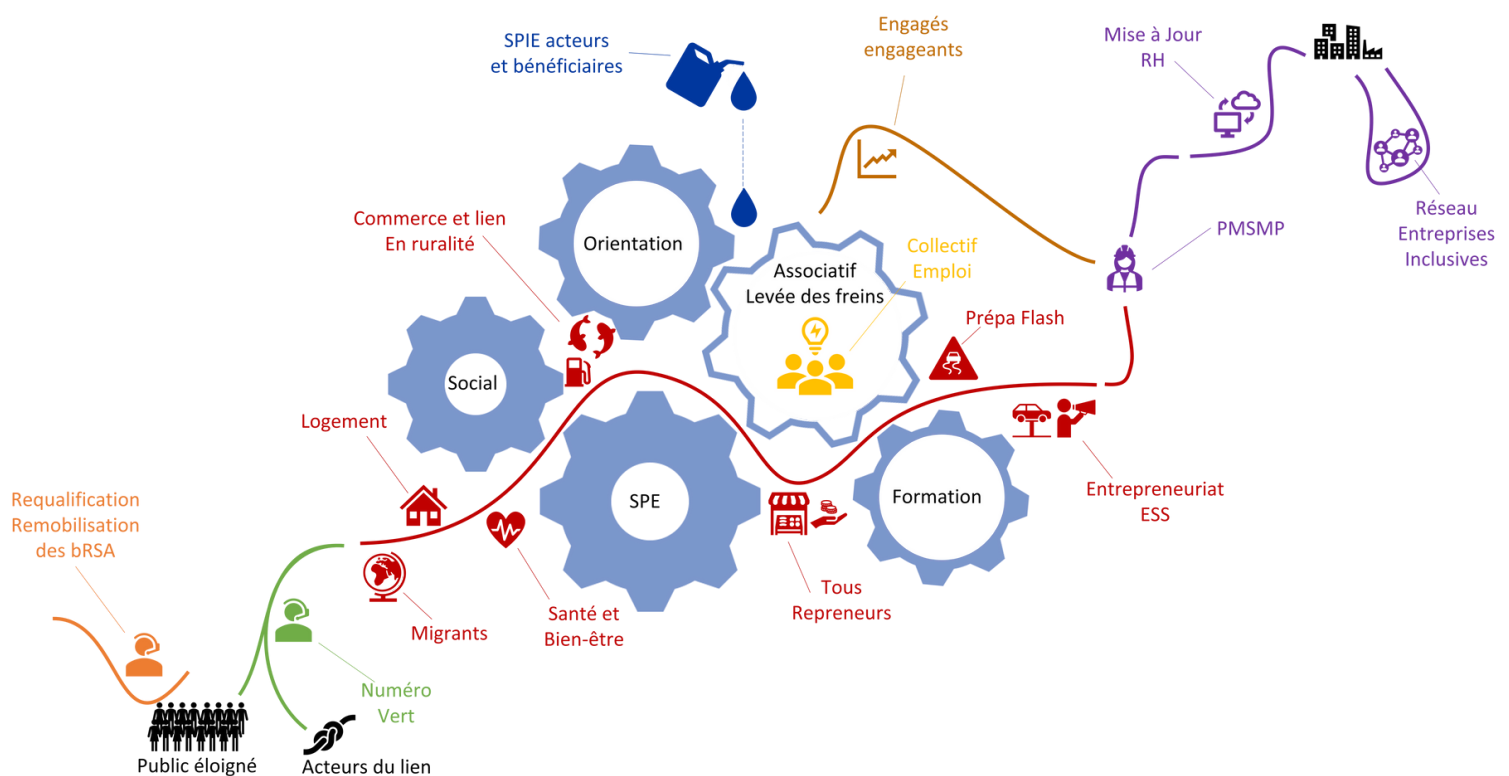 SPIE acteurs
et bénéficiaires
Engagés
engageants
Mise à Jour
RH
Commerce et lien
En ruralité
Orientation
Associatif
Levée des freins
Collectif
Emploi
PMSMP
Réseau
Entreprises
Inclusives
Social
Prépa Flash
Logement
SPE
Formation
Entrepreneuriat
ESS
Requalification
Remobilisation
des bRSA
Migrants
Santé et
Bien-être
Tous
Repreneurs
Numéro
Vert
Public éloigné
Acteurs du lien